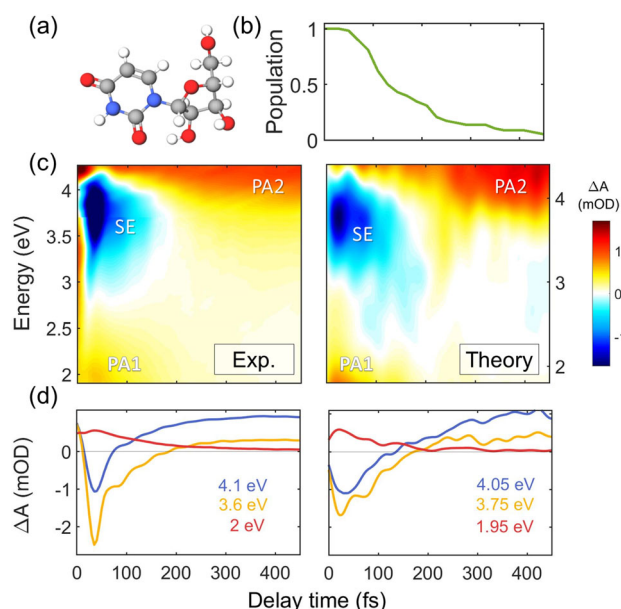 (a)
(b)
Population
1
0.5
0
(c)
Energy (eV)
4
3.5
3
2.5
2
PA2
SE
PA1
Exp.
PA2
SE
PA1
Theory
4
3
2
ΔA
(mOD)
1
0
-1
(d)
ΔA (mOD)
0
-1
-2
4.1 eV
3.6 eV
2 eV
4.05 eV
3.75 eV
1.95 eV
0 100 200 300 400
0 100 200 300 400
Delay time (fs)